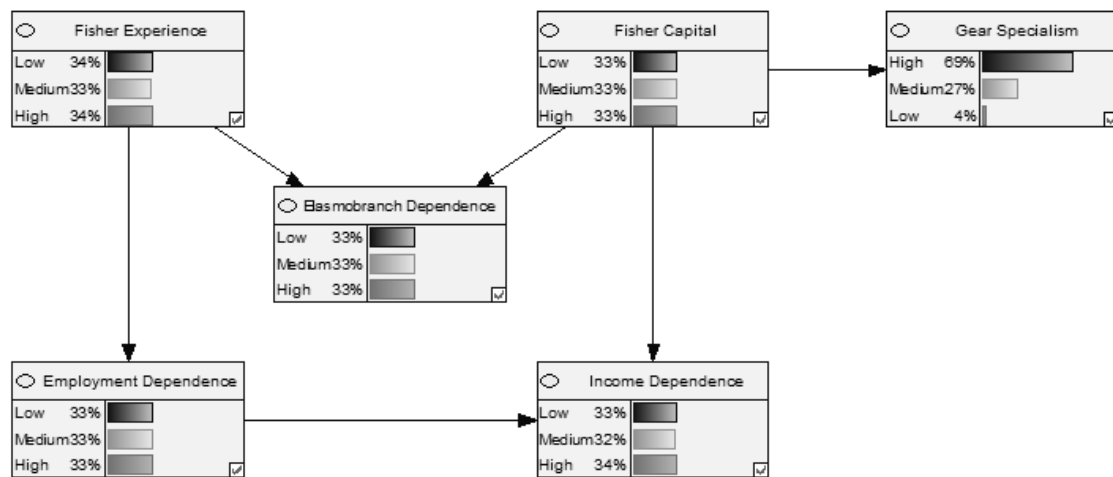 Fisher Experience
Low 34%
Medium 33%
High 34%
Fisher Capital
Low 33%
Medium 33%
High 33%
Gear Specialism
High 69%
Medium 27%
Low 4%
Elasmobranch Dependence
Low 33%
Medium 33%
High 33%
Employment Dependence
Low 33%
Medium 33%
High 33%
Income Dependence
Low 33%
Medium 32%
High 34%